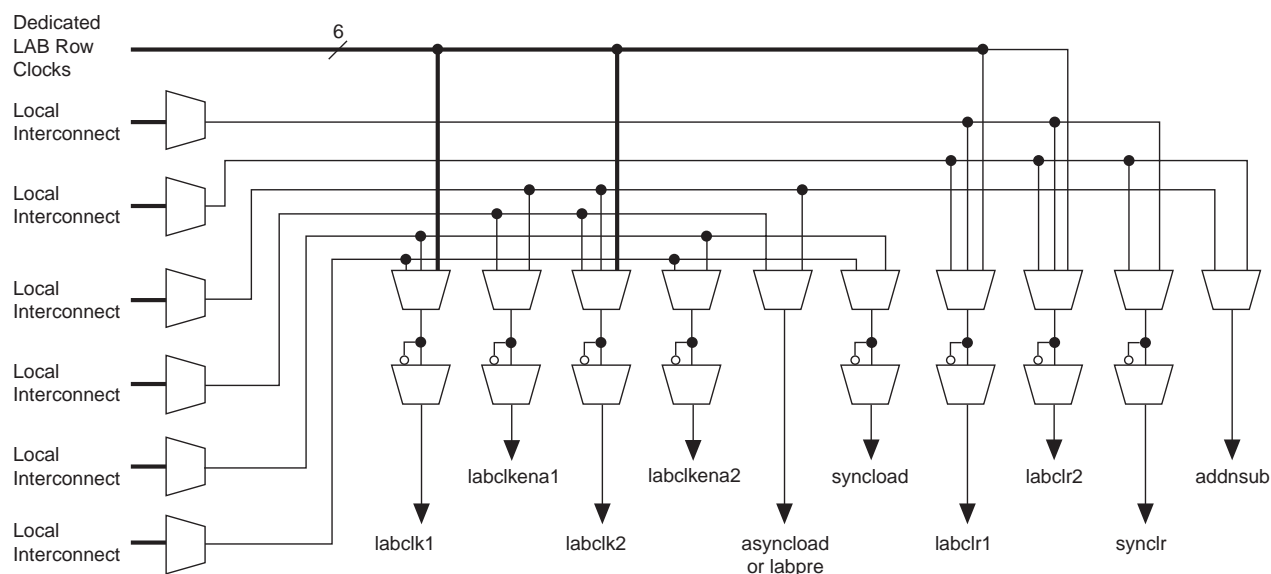 Dedicated
LAB Row
Clocks
6
Local
Interconnect
Local
Interconnect
Local
Interconnect
Local
Interconnect
Local
Interconnect
Local
Interconnect
labclkena1
labclkena2
syncload
labclr2
addnsub
labclk1
labclk2
asyncload
or labpre
labclr1
synclr